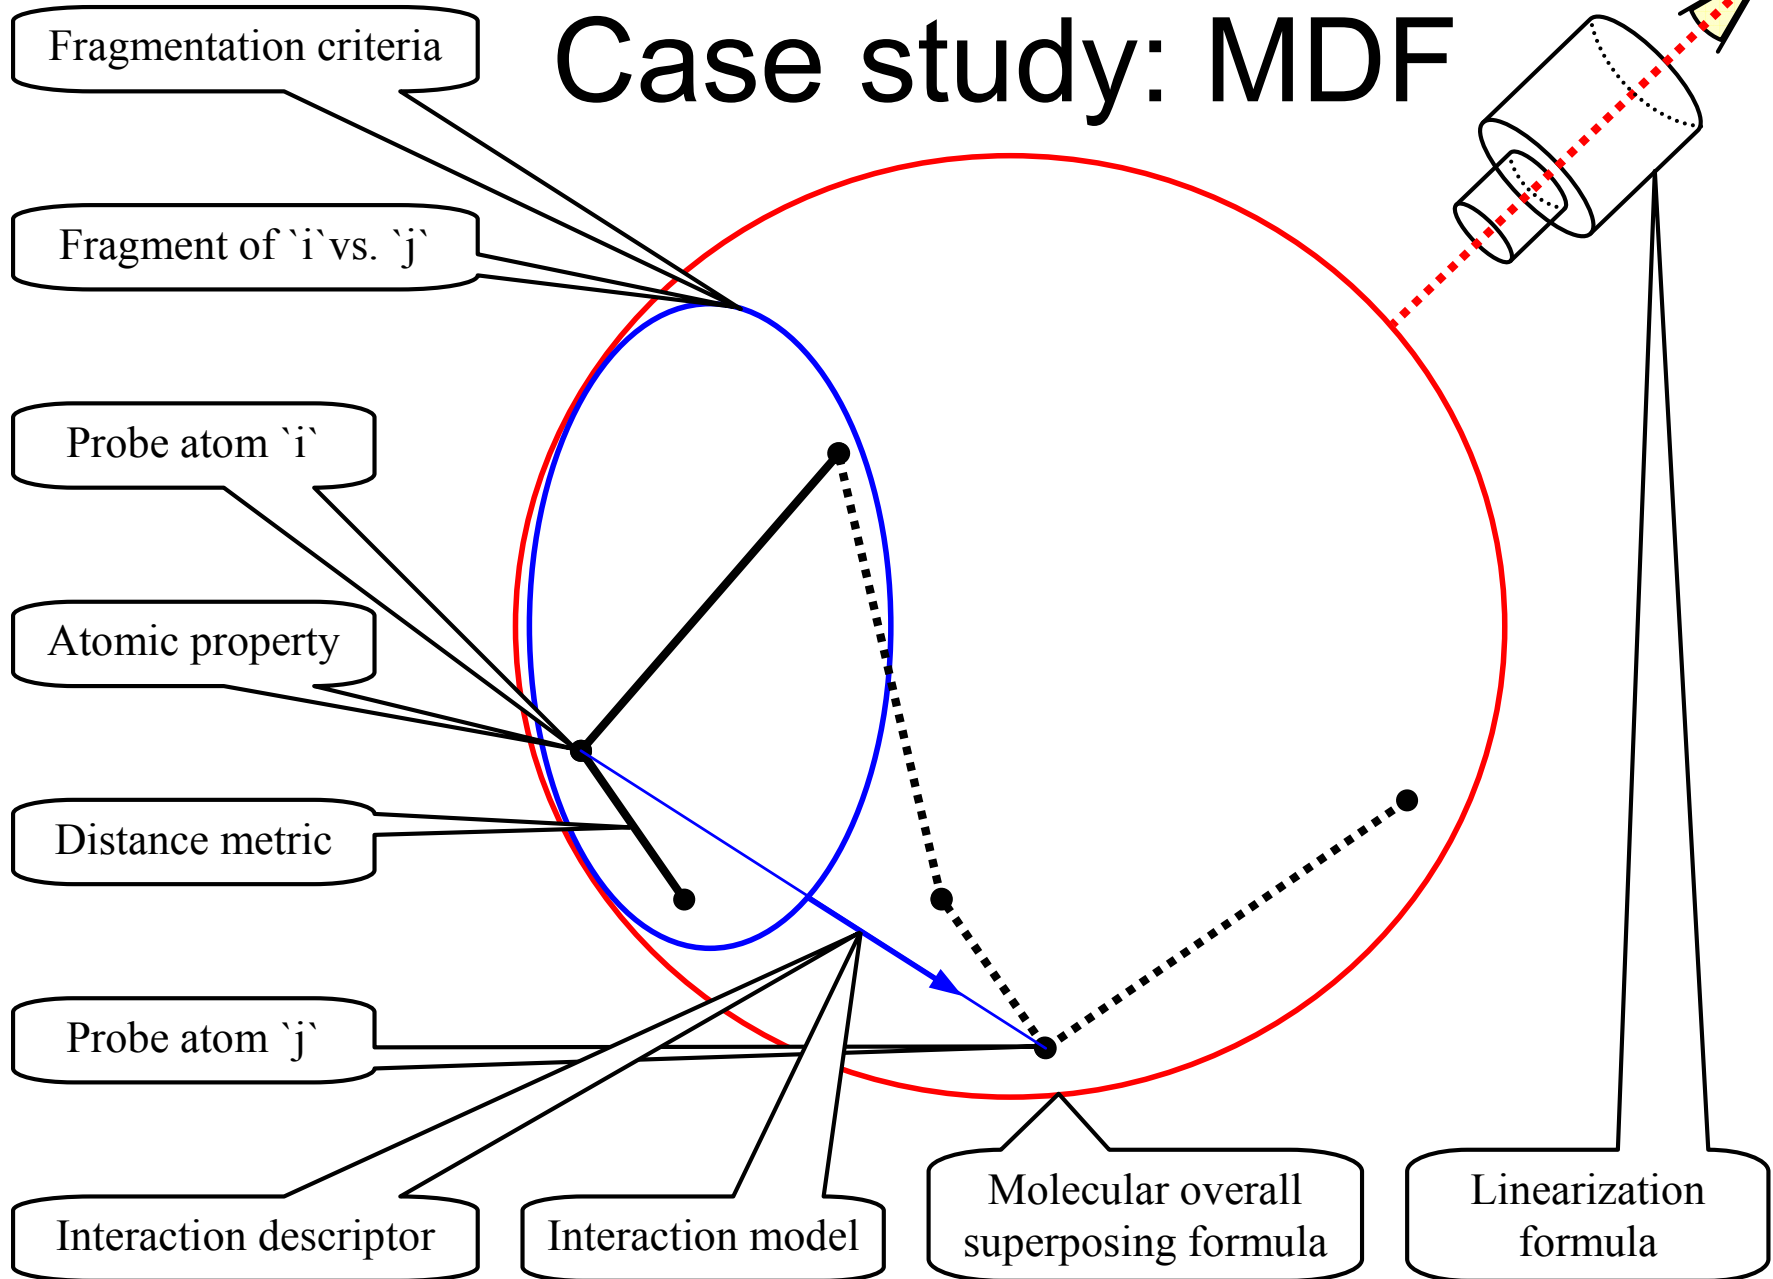 Case study: MDF
Fragmentation criteria
Fragment of `i`vs. `j`
Probe atom `i`
Atomic property
Distance metric
Probe atom `j`
Interaction descriptor
Interaction model
Molecular overall
superposing formula
Linearization
formula